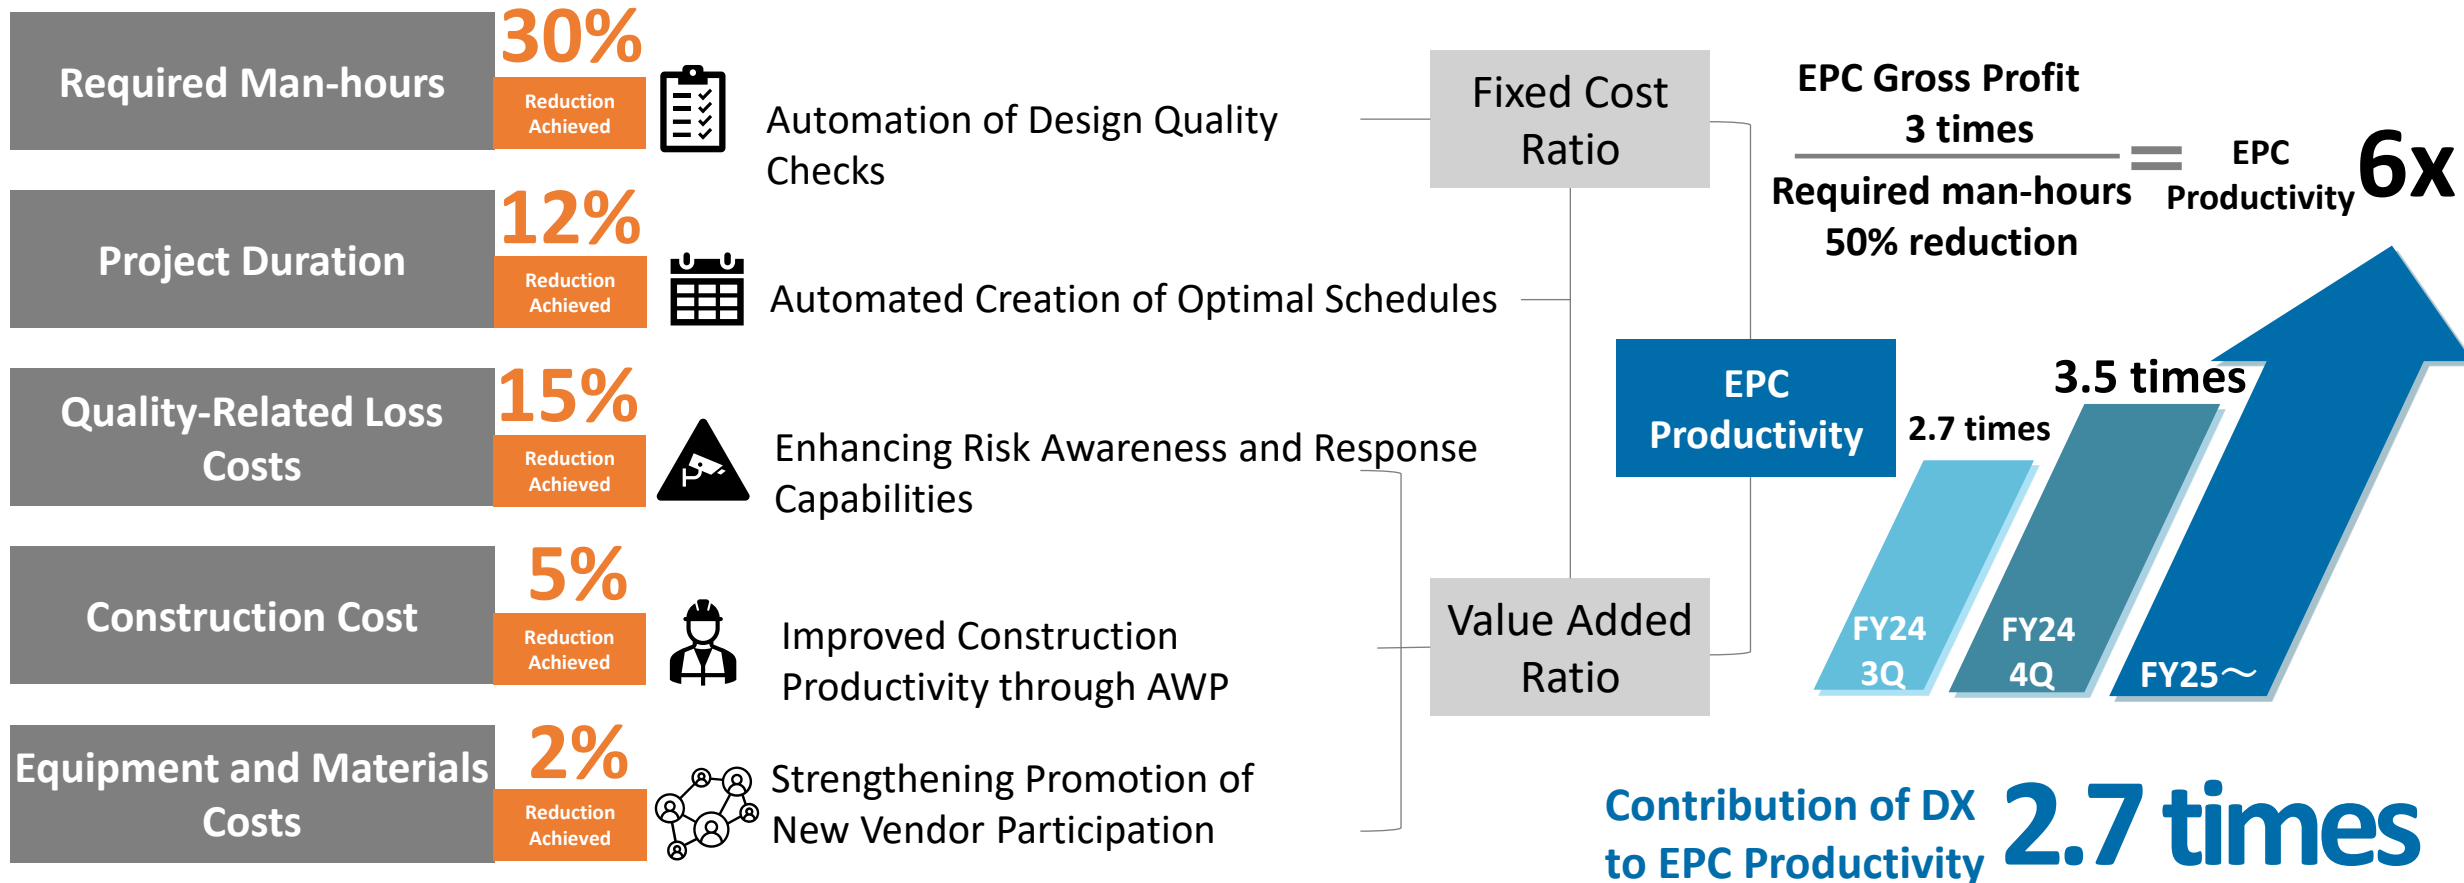 Required Man-hours
30%
Reduction
Achieved
Automation of Design Quality
Checks
Project Duration
12%
Reduction
Achieved
Automated Creation of Optimal Schedules
Quality-Related Loss
Costs
15%
Reduction
Achieved
Enhancing Risk Awareness and Response
Capabilities
Construction Cost
5%
Reduction
Achieved
Improved Construction
Productivity through AWP
Equipment and Materials
Costs
2%
Reduction
Achieved
Strengthening Promotion of
New Vendor Participation
Fixed Cost
Ratio
Value Added
Ratio
EPC
Productivity
EPC Gross Profit
3 times
Required man-hours
50% reduction
=
EPC
Productivity
6x
2.7 times
3.5 times
FY24
3Q
FY24
4Q
FY25～
Contribution of DX
to EPC Productivity
2.7 times